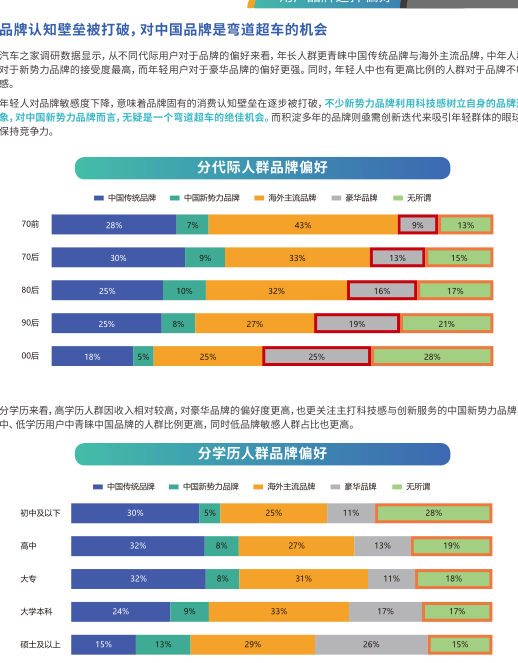 品牌认知壁垒被打破，对中国品牌是弯道超车的机会
汽车之家调研数据显示，从不同代际用户对于品牌的偏好来看，年长人群更青睐中国传统品牌与海外主流品牌，中年人
对于新势力品牌的接受度最高，而年轻用户对于豪华品牌的偏好更强。同时，年轻人中也有更高比例的人群对于品牌不
感。
年轻人对品牌敏感度下降，意味着品牌固有的消费认知壁垒在逐步被打破，不少新势力品牌利用科技感树立自身的品牌
象，对中国新势力品牌而言，无疑是一个弯道超车的绝佳机会。而积淀多年的品牌则亟需创新迭代来吸引年轻群体的眼球
保持竞争力。
分代际人群品牌偏好
中国传统品牌 中国新势力品牌 海外主流品牌 豪华品牌 无所谓
70前 28% 7% 43% 9% 13%
70后 30% 9% 33% 13% 15%
80后 25% 10% 32% 16% 17%
90后 25% 8% 27% 19% 21%
00后 18% 5% 25% 25% 28%
分学历来看，高学历人群因收入相对较高，对豪华品牌的偏好度更高，也更关注主打科技感与创新服务的中国新势力品牌
中、低学历用户中青睐中国品牌的人群比例更高，同时低品牌敏感人群占比也更高。
分学历人群品牌偏好
中国传统品牌 中国新势力品牌 海外主流品牌 豪华品牌 无所谓
初中及以下 30% 5% 25% 11% 28%
高中 32% 8% 27% 13% 19%
大专 32% 8% 31% 11% 18%
大学本科 24% 9% 33% 17% 17%
硕士及以上 15% 13% 29% 26% 15%